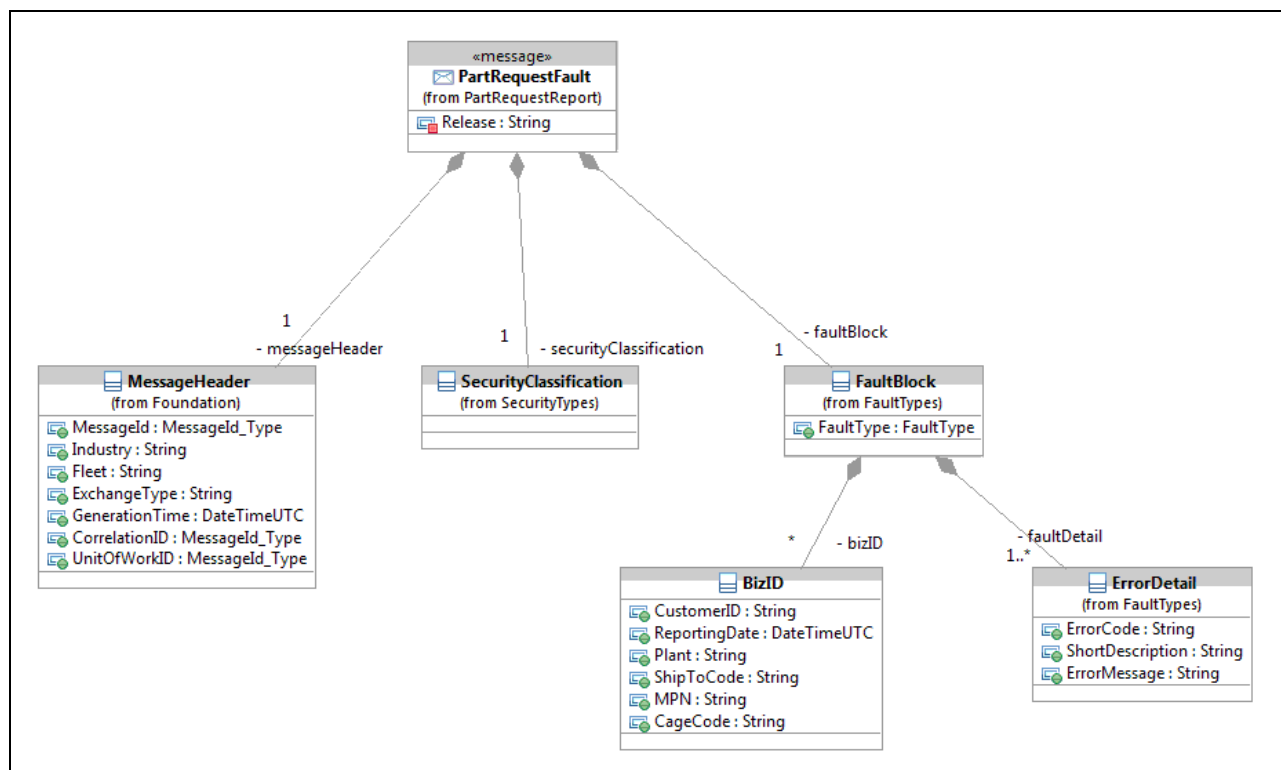 «message»
PartRequestFault
(from PartRequestReport)
Release : String
1
- messageHeader
1
- securityClassification
- faultBlock
1
MessageHeader
(from Foundation)
MessageId : MessageId_Type
Industry : String
Fleet : String
ExchangeType : String
GenerationTime : DateTimeUTC
CorrelationID : MessageId_Type
UnitOfWorkID : MessageId_Type
SecurityClassification
(from SecurityTypes)
FaultBlock
(from FaultTypes)
FaultType : FaultType
*
- bizID
- faultDetail
1..*
BizID
CustomerID : String
ReportingDate : DateTimeUTC
Plant : String
ShipToCode : String
MPN : String
CageCode : String
ErrorDetail
(from FaultTypes)
ErrorCode : String
ShortDescription : String
ErrorMessage : String